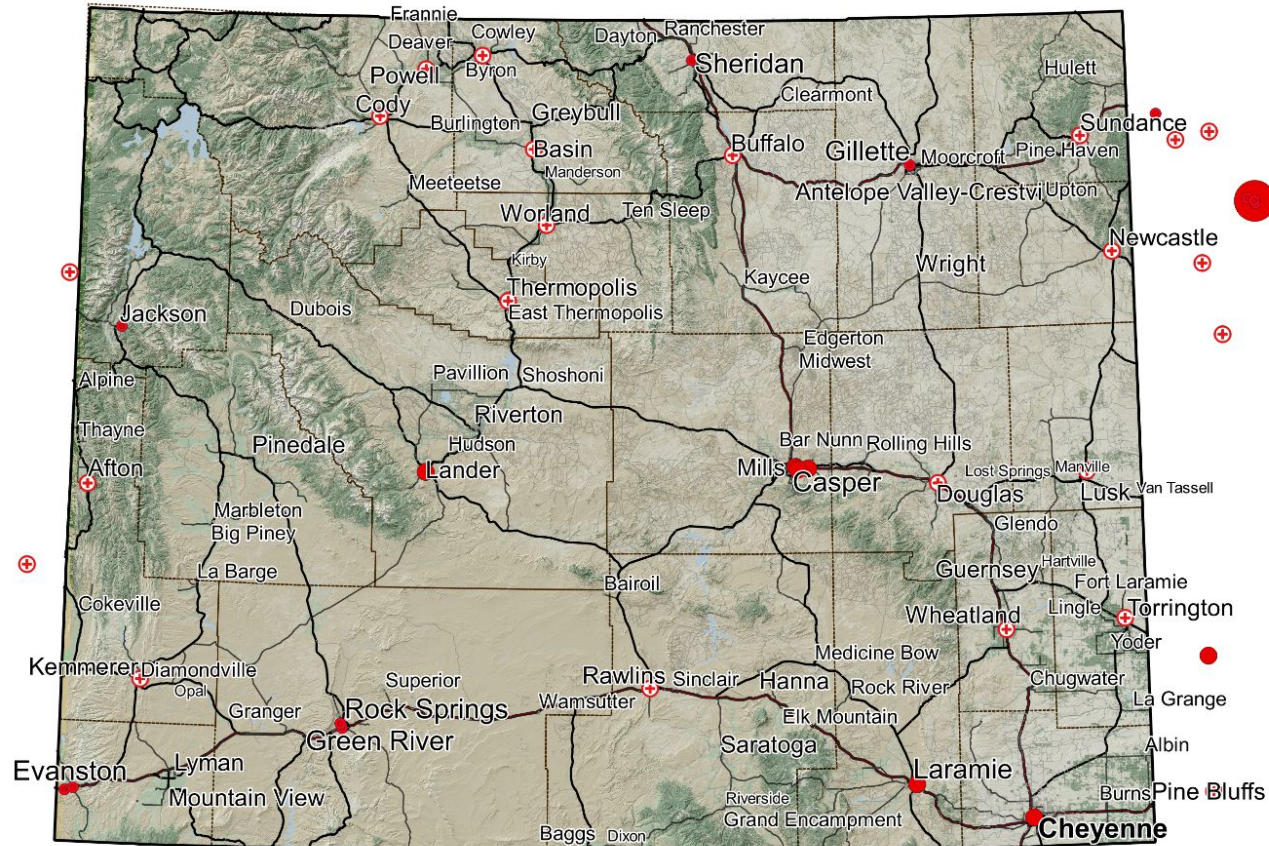 Frannie
Cowley
Deaver
Powell
Byron
Cody
Dayton
Ranchester
Sheridan
Hulett
Clearmont
Greybull
Burlington
Basin
Manderson
Buffalo
Gillette
Moorcroft
Pine Haven
Sundance
Meeteetse
Worland
Ten Sleep
Antelope Valley-Crestvi
Upton
Kirby
Newcastle
Wright
Kaycee
Thermopolis
East Thermopolis
Dubois
Jackson
Edgerton
Midwest
Alpine
Pavillion
Shoshoni
Riverton
Thayne
Pinedale
Hudson
Lander
Afton
Bar Nunn
Rolling Hills
Mills
Casper
Lost Springs
Manville
Douglas
Lusk
Van Tassell
Marbleton
Big Piney
Glendo
La Barge
Bairoil
Guernsey
Hartville
Fort Laramie
Cokeville
Wheatland
Lingle
Torrington
Yoder
Kemmerer
Diamondville
Opal
Superior
Rawlins
Sinclair
Hanna
Medicine Bow
Rock River
Chugwater
Granger
Rock Springs
Wamsutter
Elk Mountain
La Grange
Green River
Saratoga
Albin
Evanston
Lyman
Laramie
Mountain View
Riverside
Grand Encampment
Burns
Pine Bluffs
Baggs
Dixon
Cheyenne